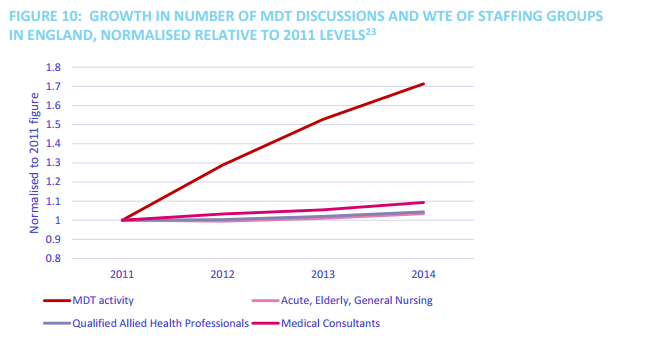 FIGURE 10: GROWTH IN NUMBER OF MDT DISCUSSIONS AND WTE OF STAFFING GROUPS
IN ENGLAND, NORMALISED RELATIVE TO 2011 LEVELS23
Normalised to 2011 figure
1.8
1.7
1.6
1.5
1.4
1.3
1.2
1.1
1
0.9
0.8
2011 2012 2013 2014
MDT activity Acute, Elderly, General Nursing
Qualified Allied Health Professionals Medical Consultants